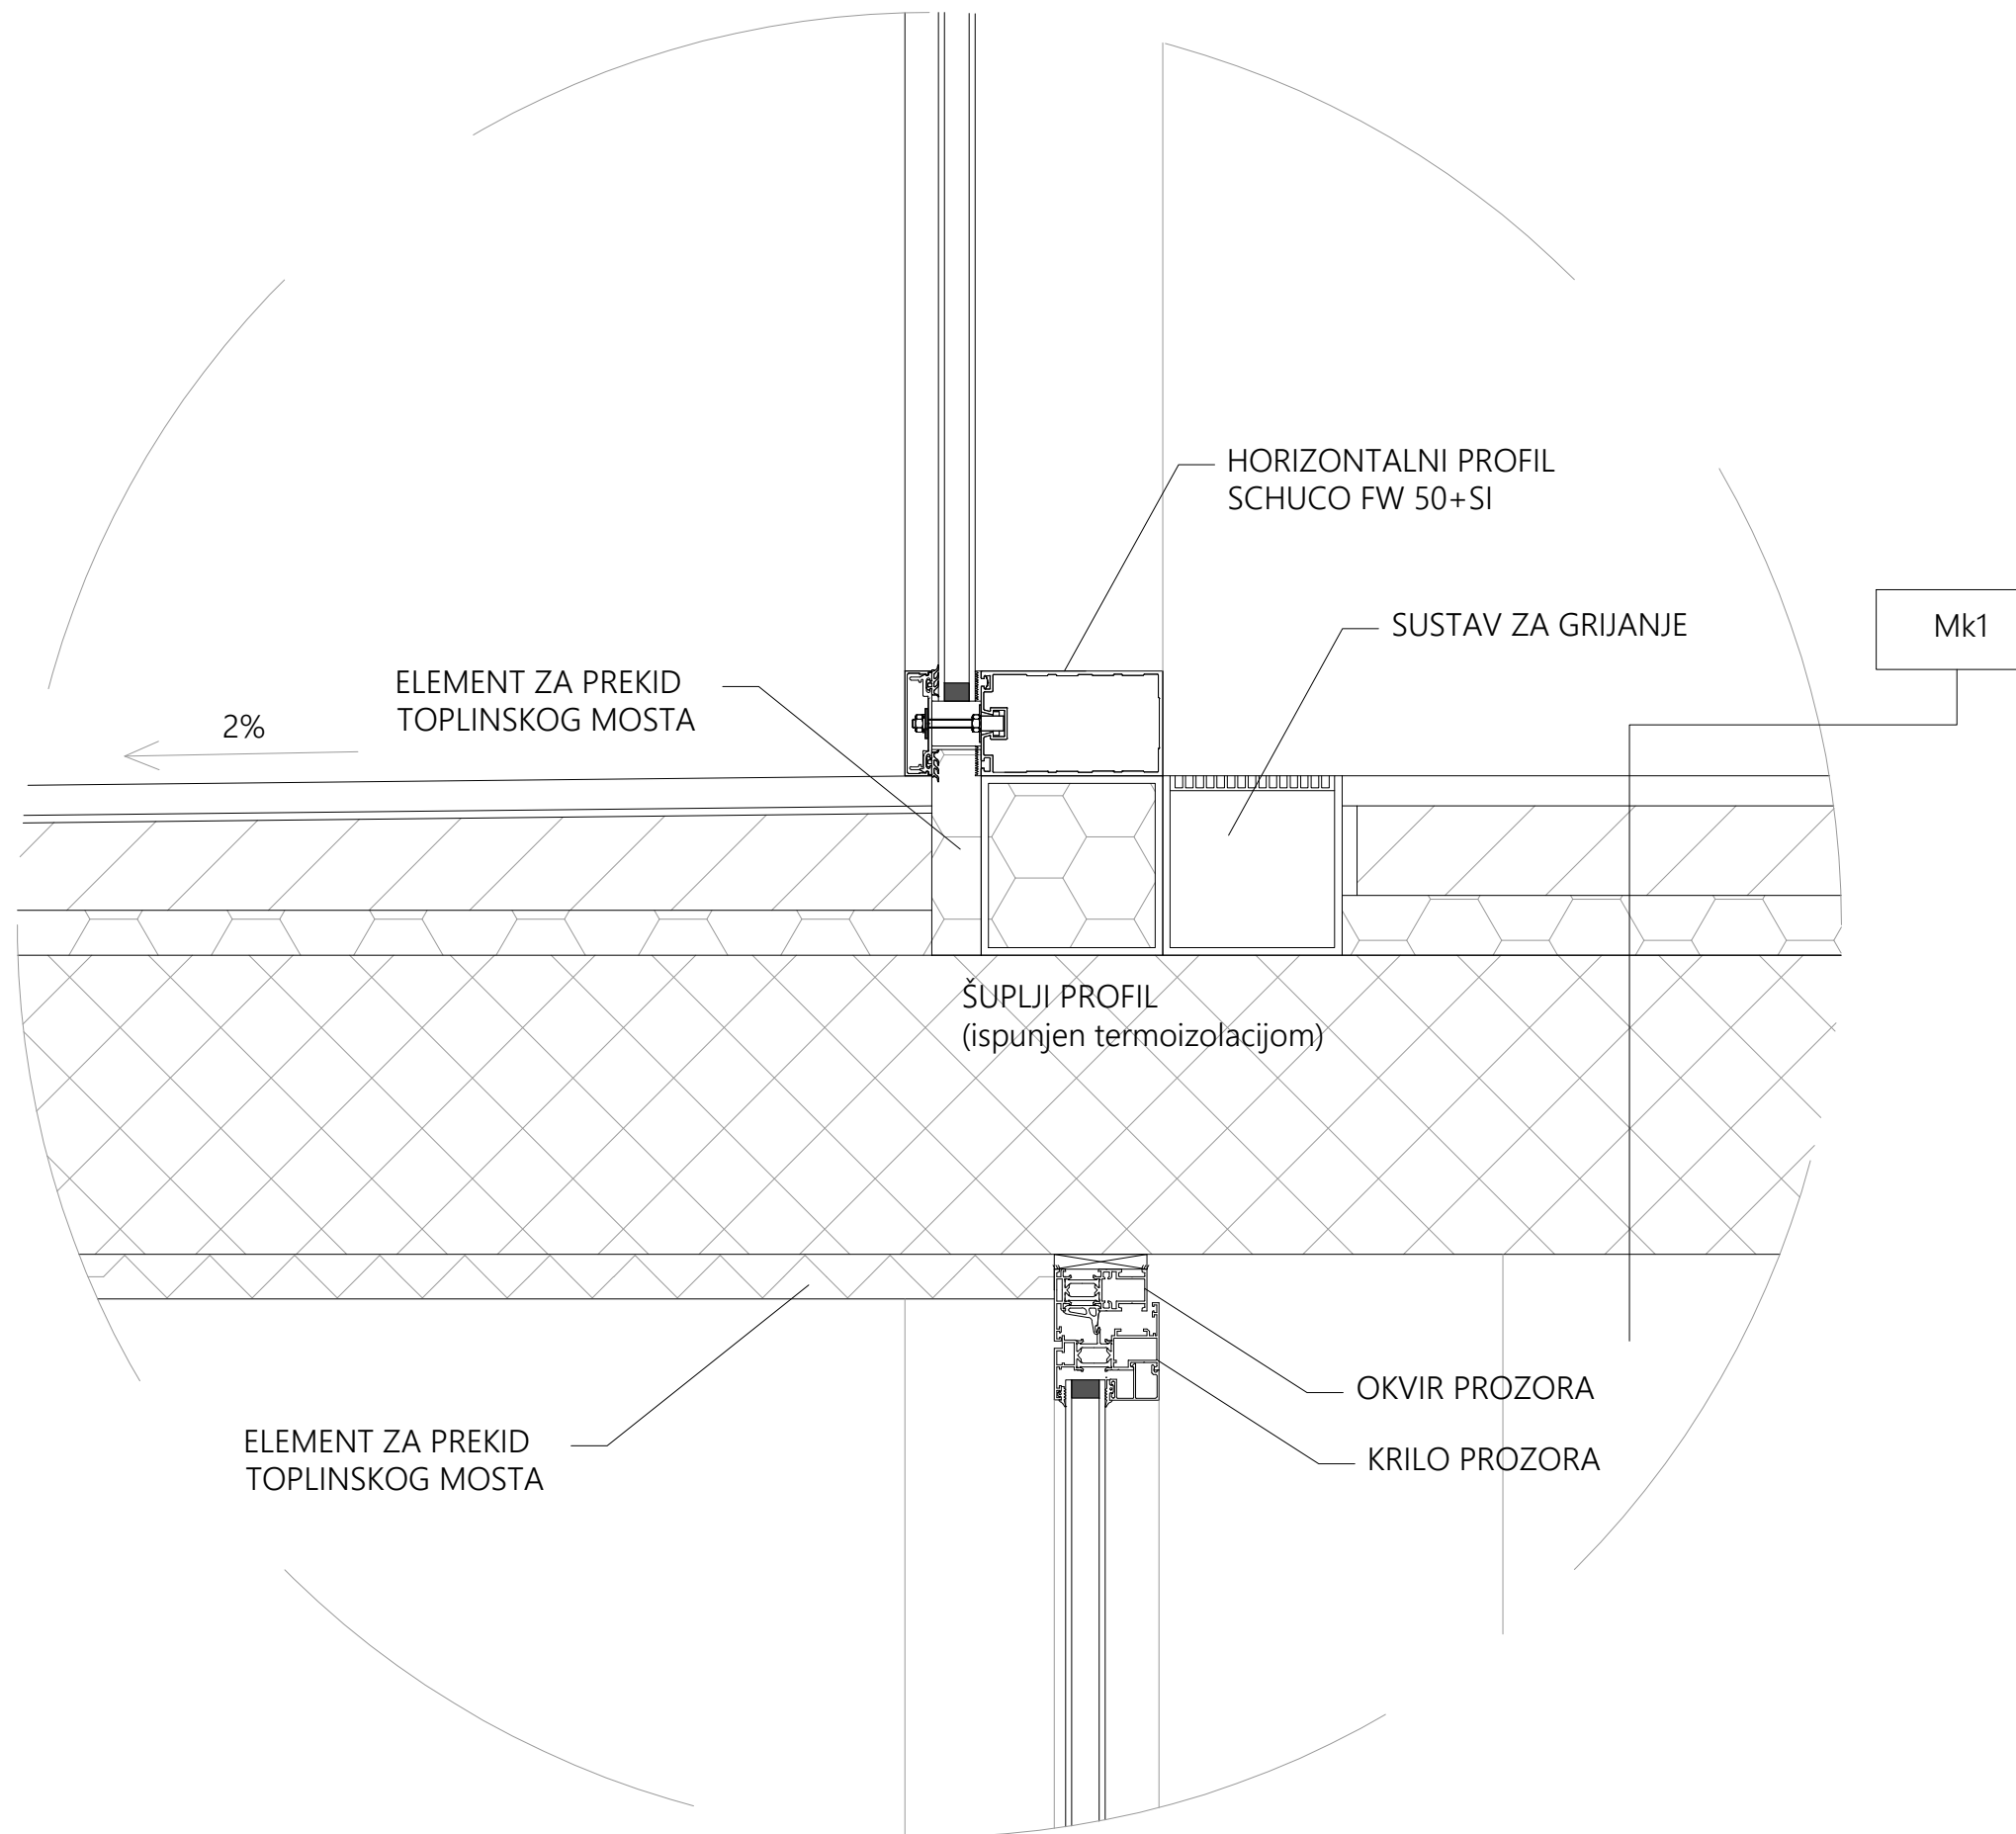 HORIZONTALNI PROFIL
SCHUCO FW 50+SI
SUSTAV ZA GRIJANJE
Mk1
ELEMENT ZA PREKID
TOPLINSKOG MOSTA
2%
ŠUPLJI PROFIL
(ispunjen termoizolacijom)
OKVIR PROZORA
KRILO PROZORA
ELEMENT ZA PREKID
TOPLINSKOG MOSTA